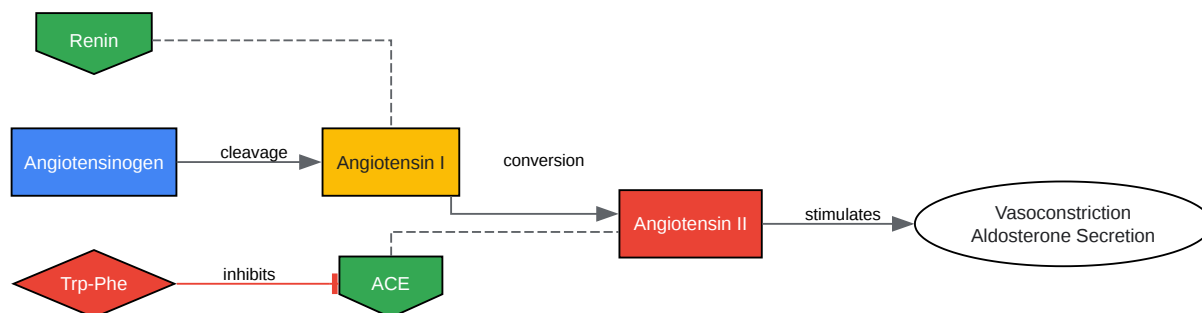 Renin
Angiotensinogen
cleavage
Angiotensin I
conversion
Angiotensin II
stimulates
Vasoconstriction
Aldosterone Secretion
Trp-Phe
inhibits
ACE